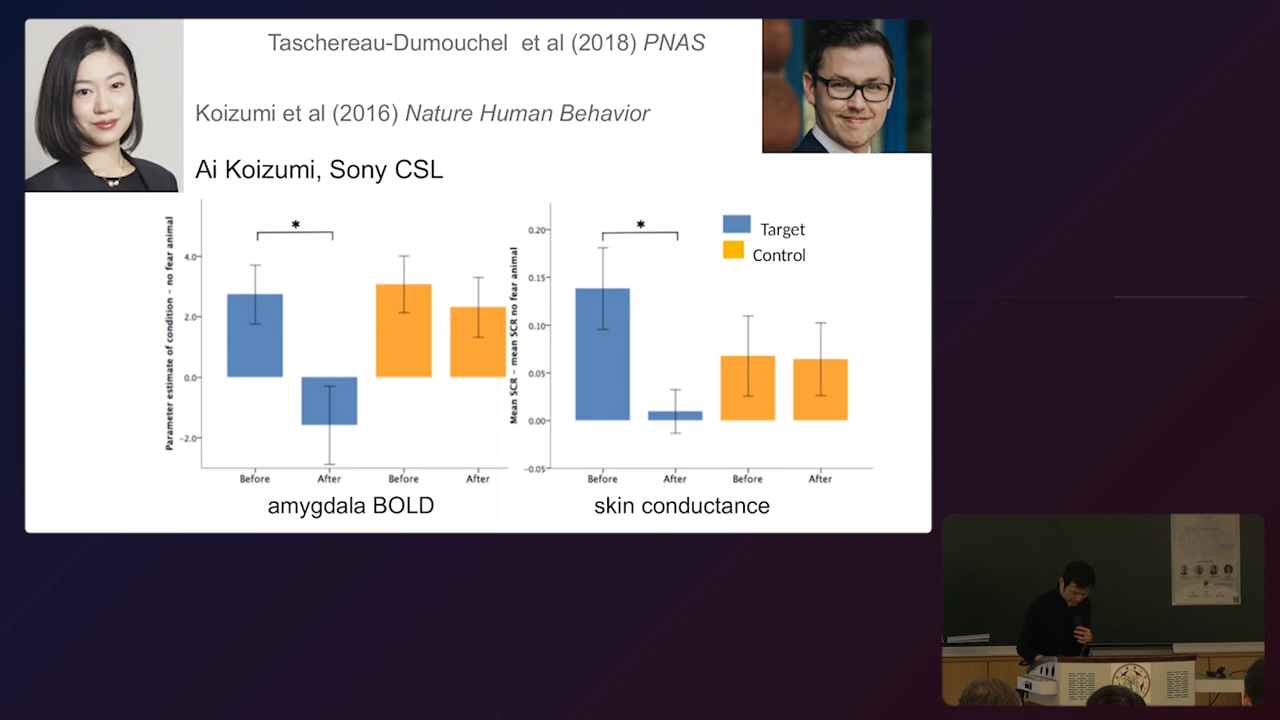 Taschereau-Dumouchel et al (2018) PNAS
Koizumi et al (2016) Nature Human Behavior
Ai Koizumi, Sony CSL
Parameter estimate of condition – no fear animal
4.0
2.0
0.0
-2.0
*
Before
After
Before
After
amygdala BOLD
Mean SCR – mean SCR no fear animal
0.20
0.15
0.10
0.05
0.00
-0.05
*
Target
Control
Before
After
Before
After
skin conductance